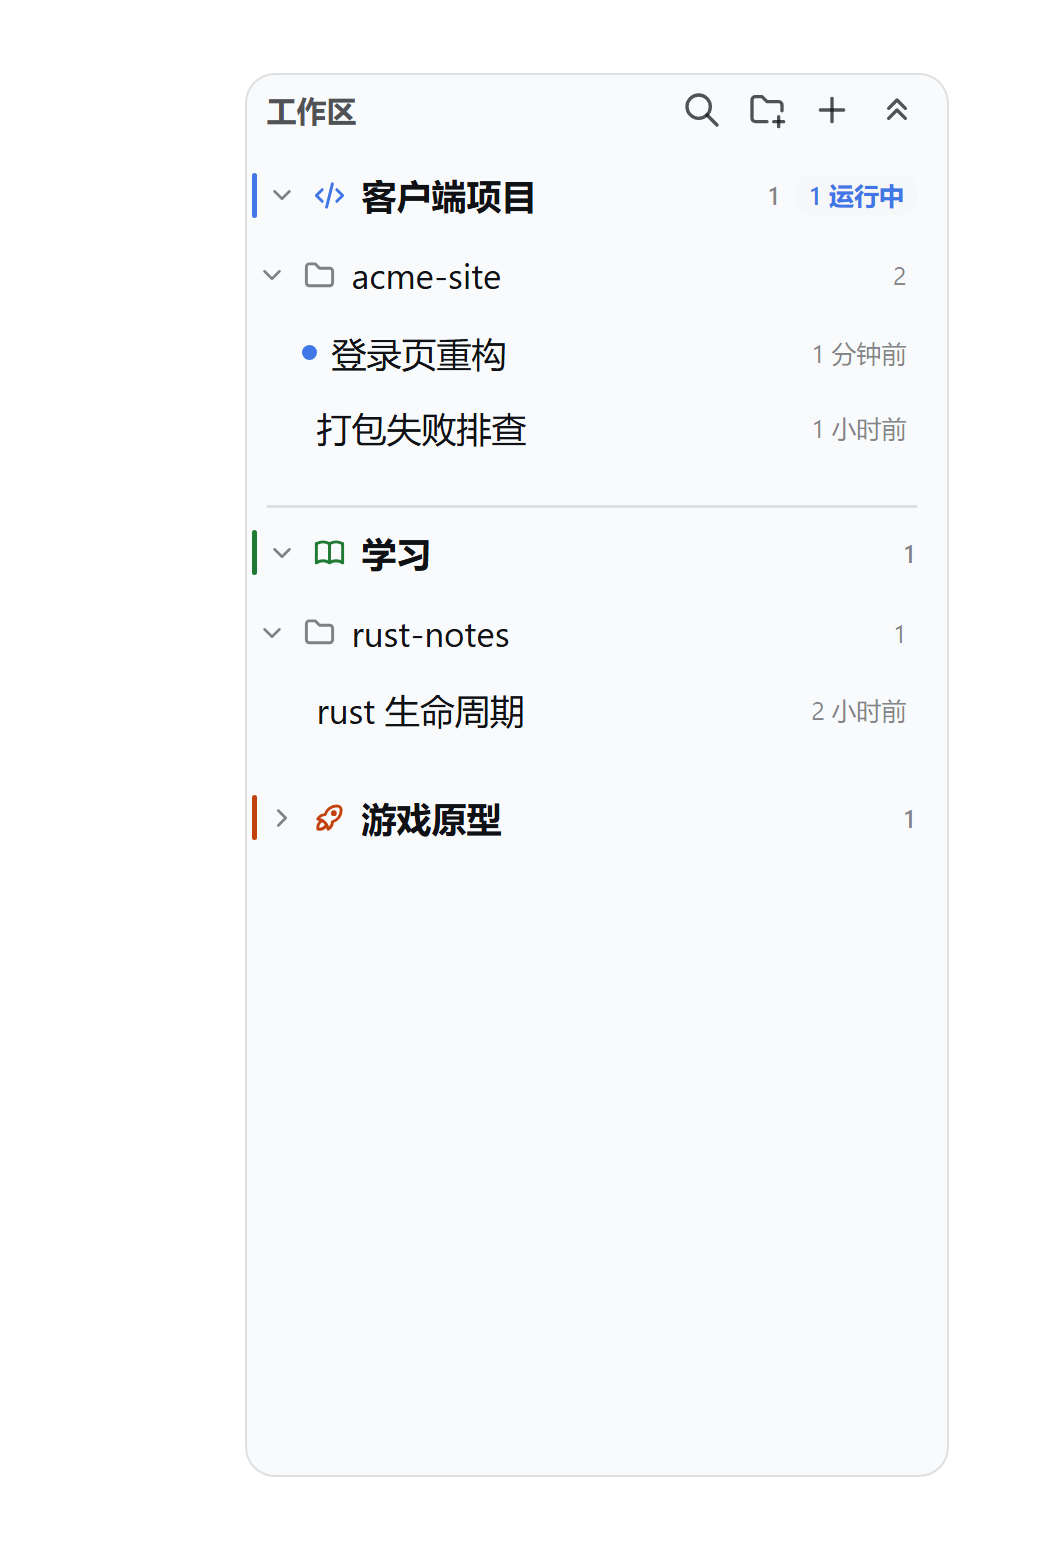 工作区
客户端项目 1 1 运行中
acme-site 2
登录页重构 1 分钟前
打包失败排查 1 小时前
学习 1
rust-notes 1
rust 生命周期 2 小时前
游戏原型 1